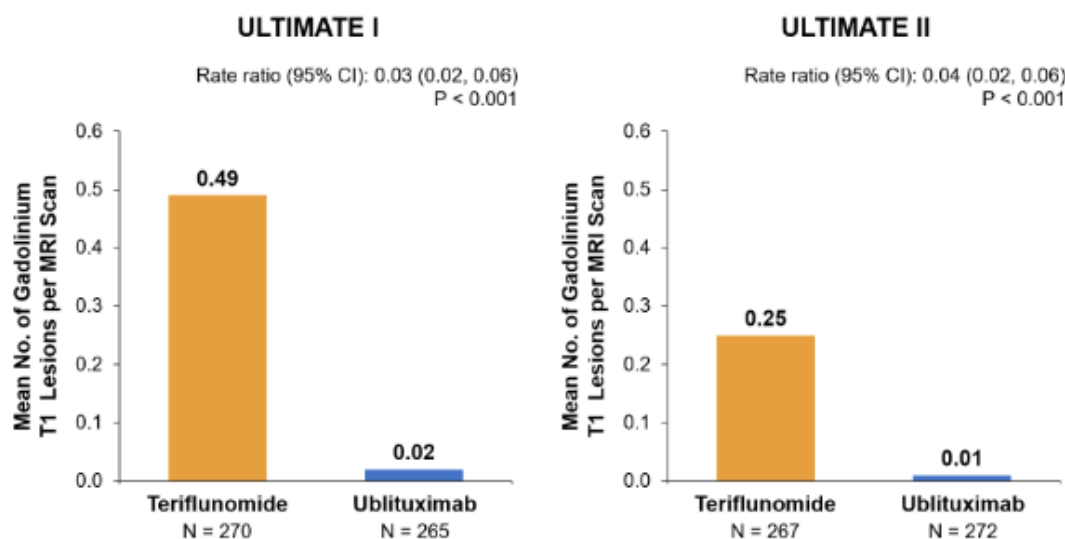 ULTIMATE I
Rate ratio (95% CI): 0.03 (0.02, 0.06)
P < 0.001
Mean No. of Gadolinium
T1 Lesions per MRI Scan
0.6
0.5
0.4
0.3
0.2
0.1
0.0
0.49
0.02
Teriflunomide
N = 270
Ublituximab
N = 265
ULTIMATE II
Rate ratio (95% CI): 0.04 (0.02, 0.06)
P < 0.001
Mean No. of Gadolinium
T1 Lesions per MRI Scan
0.6
0.5
0.4
0.3
0.2
0.1
0.0
0.25
0.01
Teriflunomide
N = 267
Ublituximab
N = 272